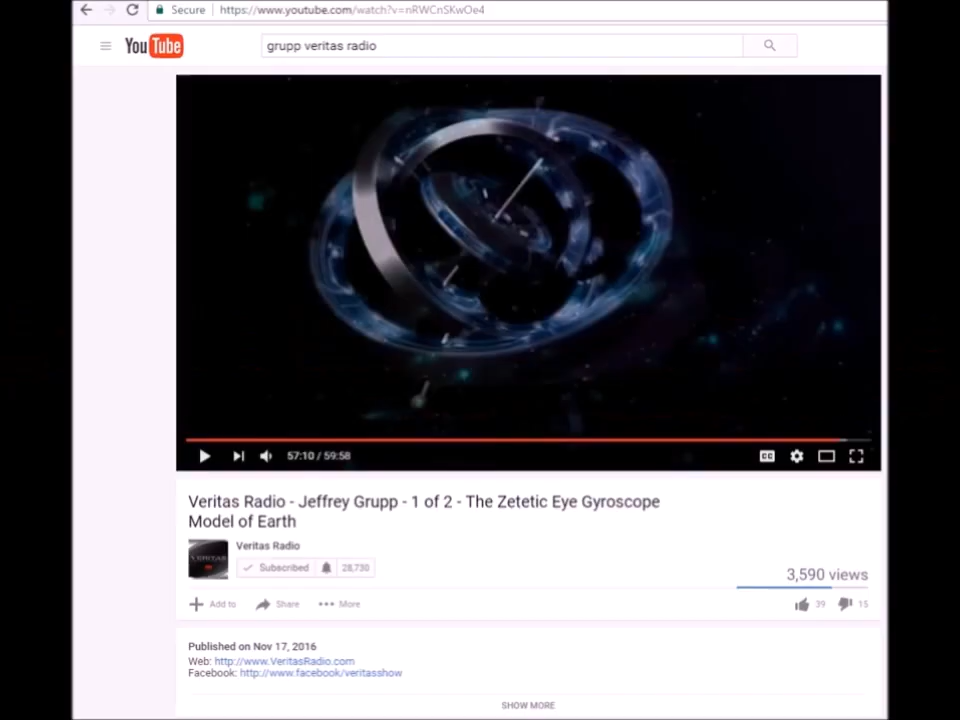 Secure https://www.youtube.com/watch?v=nRWCnSKwOe4
YouTube
grupp veritas radio
57:10 / 59:58
CC
Veritas Radio - Jeffrey Grupp - 1 of 2 - The Zetetic Eye Gyroscope
Model of Earth
VERITAS
Veritas Radio
Subscribed 28,730
3,590 views
Add to Share More
39 15
Published on Nov 17, 2016
Web: http://www.VeritasRadio.com
Facebook: http://www.facebook/veritasshow
SHOW MORE